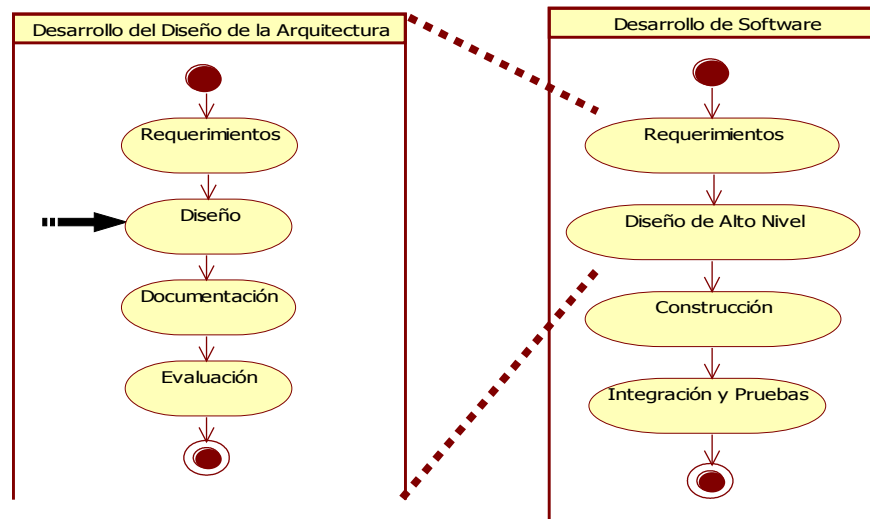 Desarrollo del Diseño de la Arquitectura
Requerimientos
Diseño
Documentación
Evaluación
Desarrollo de Software
Requerimientos
Diseño de Alto Nivel
Construcción
Integración y Pruebas